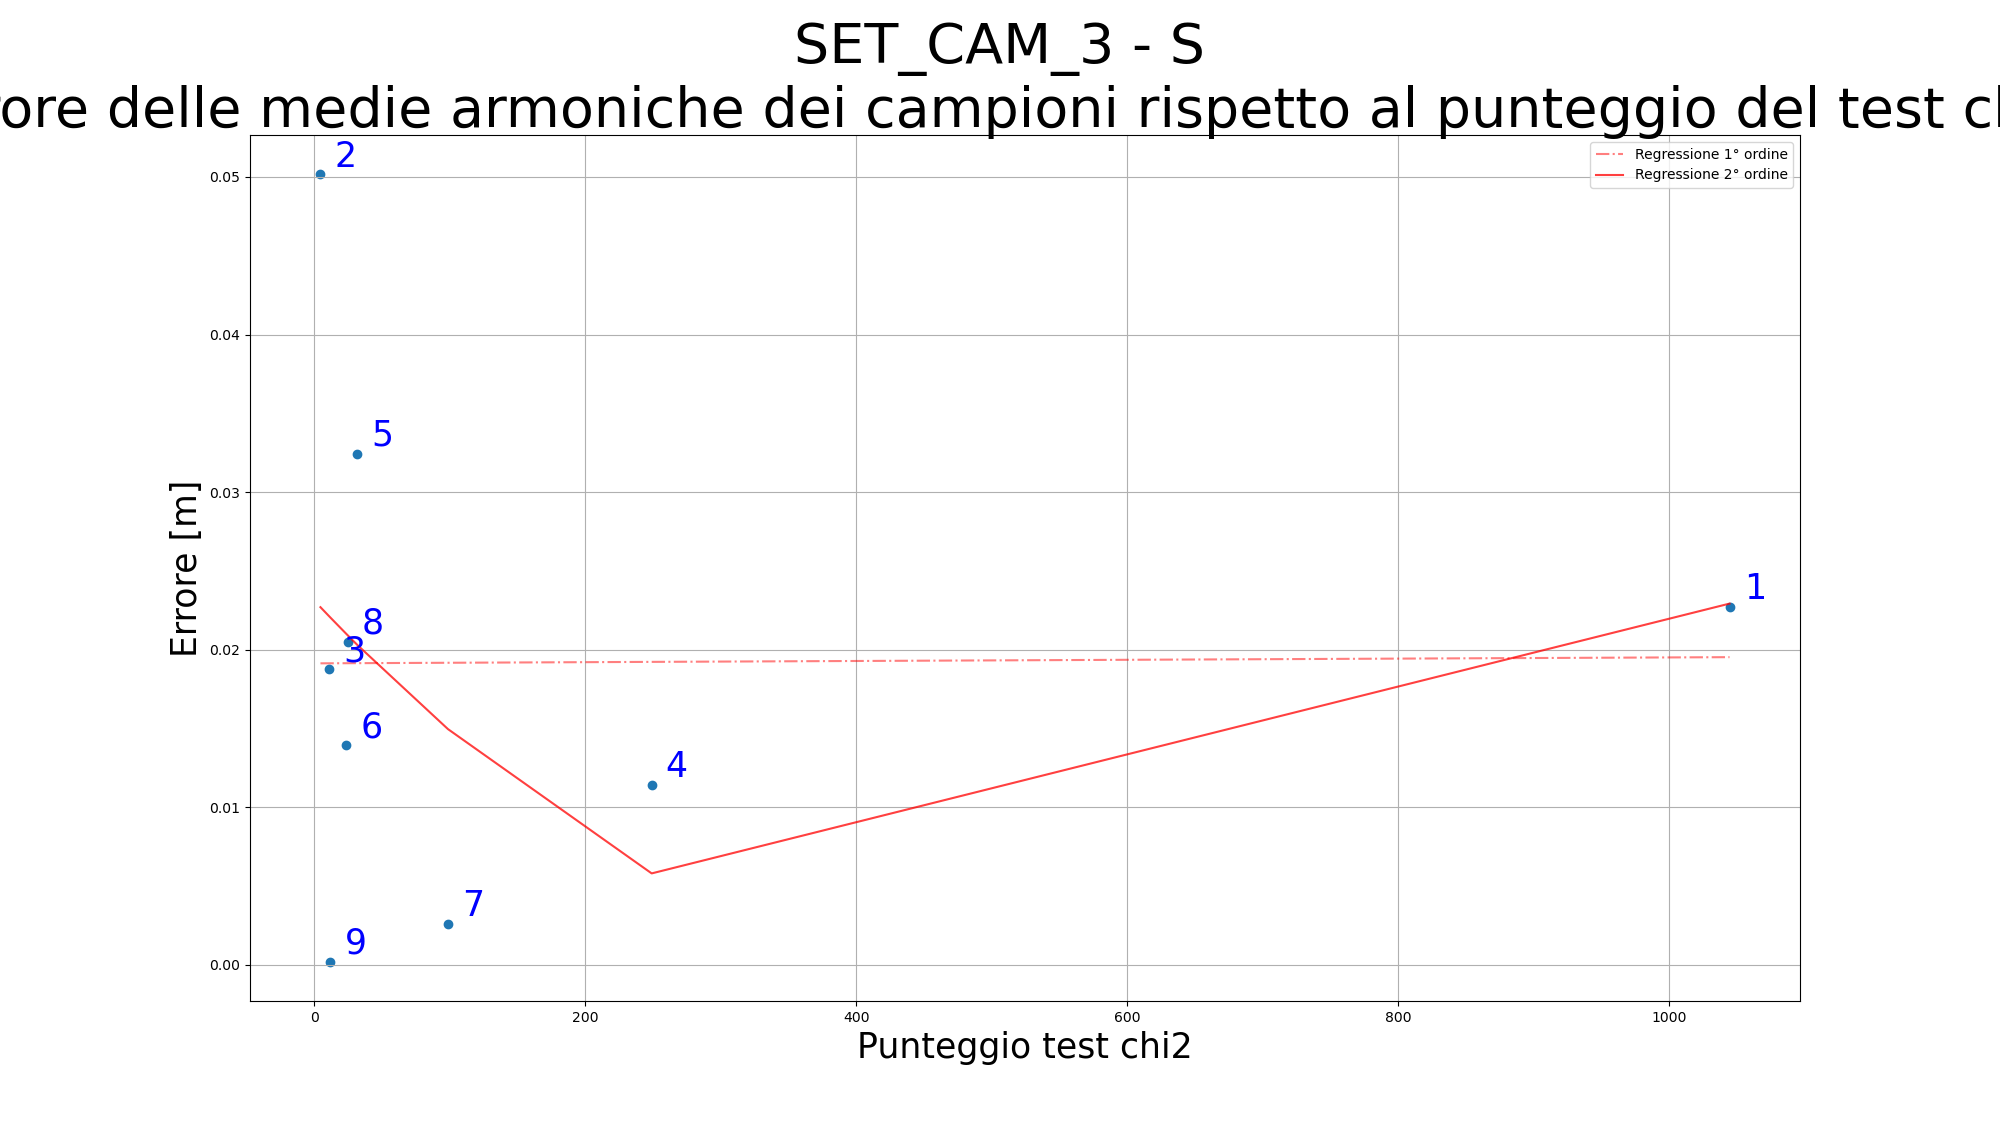 SET_CAM_3 - S
ore delle medie armoniche dei campioni rispetto al punteggio del test
Regressione 1° ordine
Regressione 2° ordine
2
0.05
0.04
5
0.03
Errore [m]
1
8
3
0.02
6
4
0.01
7
9
0.00
0 200 400 600 800 1000
Punteggio test chi2